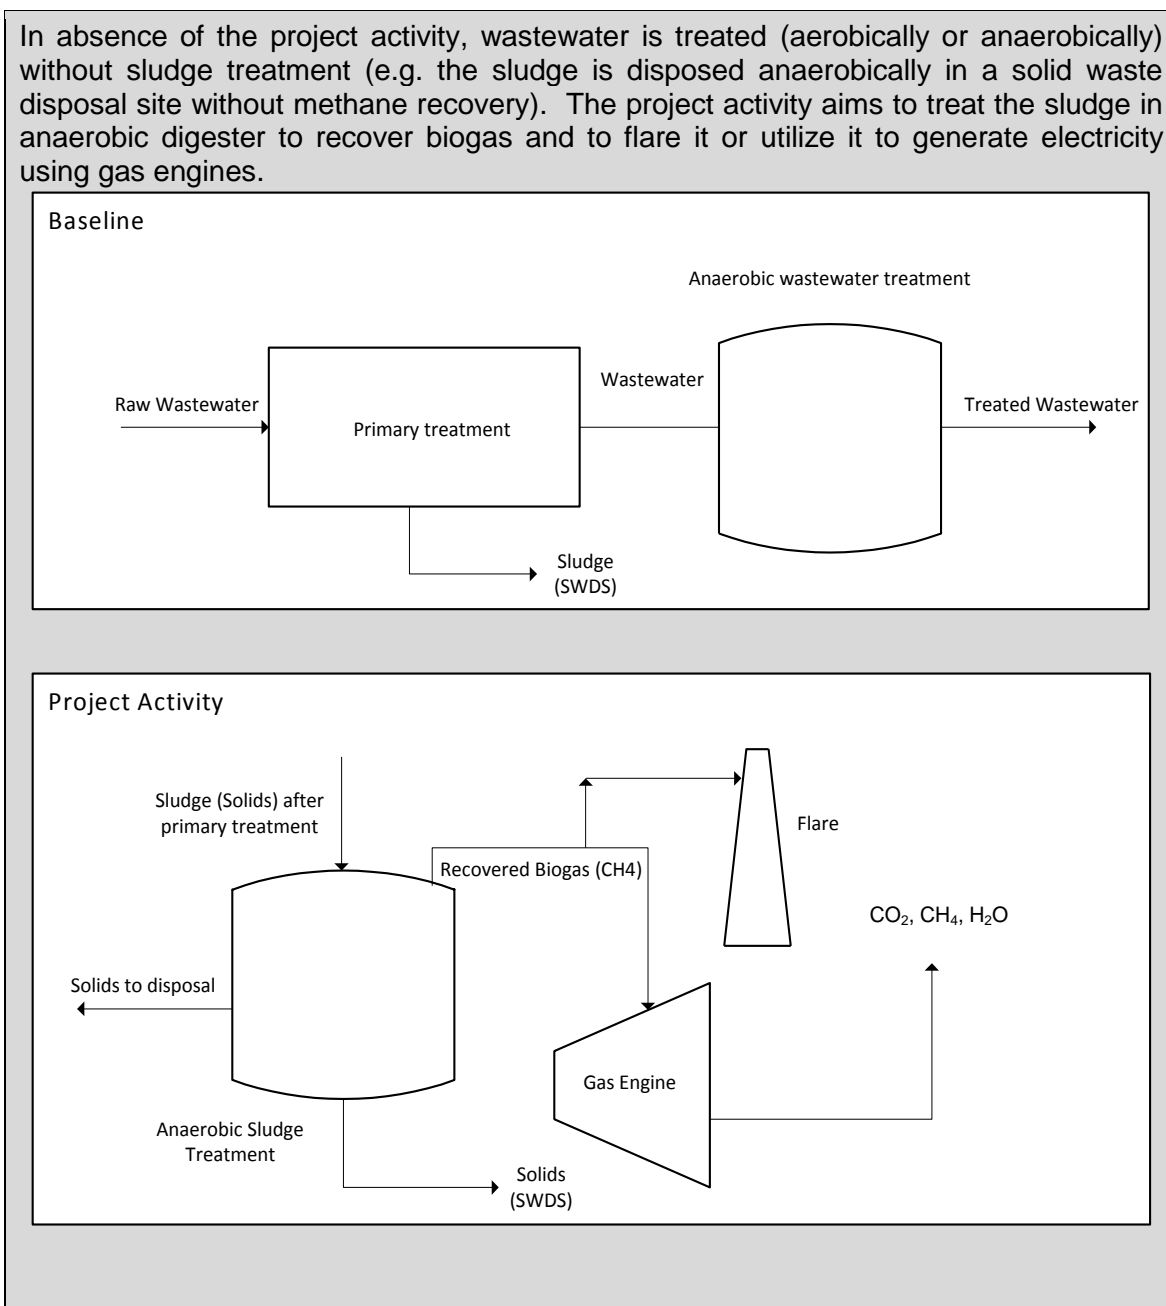 In absence of the project activity, wastewater is treated (aerobically or anaerobically)
without sludge treatment (e.g. the sludge is disposed anaerobically in a solid waste
disposal site without methane recovery). The project activity aims to treat the sludge in
anaerobic digester to recover biogas and to flare it or utilize it to generate electricity
using gas engines.
Baseline
Anaerobic wastewater treatment
Raw Wastewater
Primary treatment
Wastewater
Treated Wastewater
Sludge
(SWDS)
Project Activity
Sludge (Solids) after
primary treatment
Recovered Biogas (CH4)
Flare
CO₂, CH₄, H₂O
Solids to disposal
Gas Engine
Anaerobic Sludge
Treatment
Solids
(SWDS)